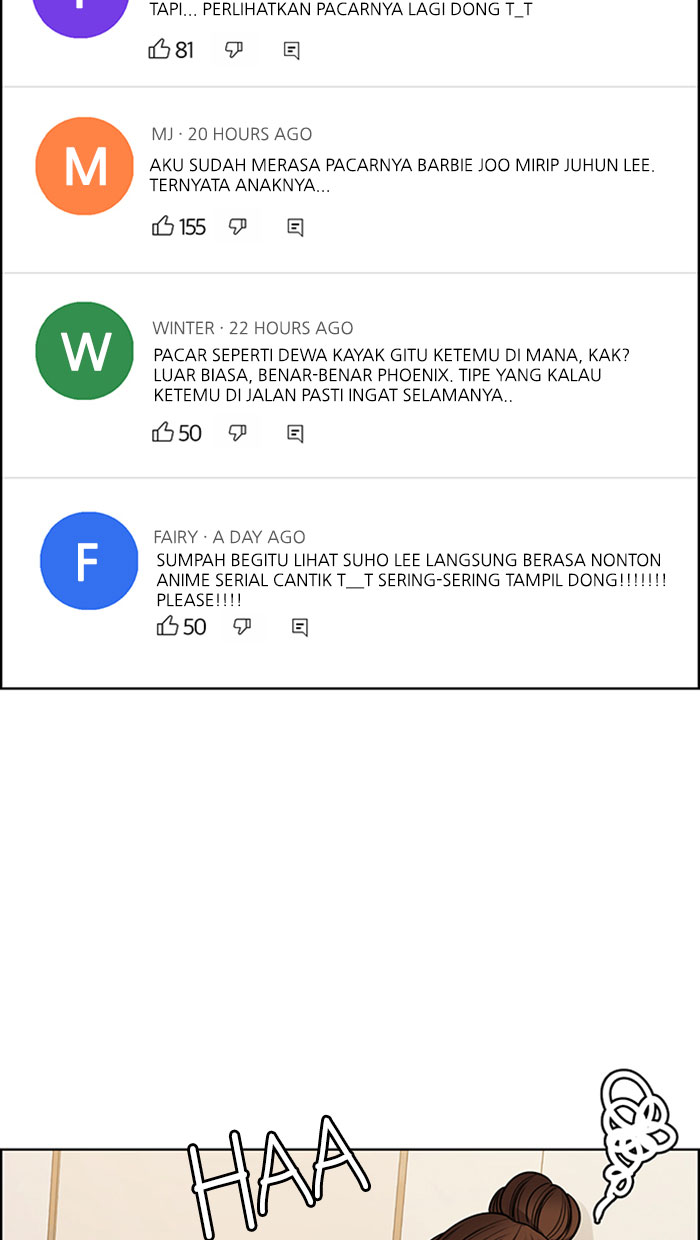 TAPI... PERLIHATKAN PACARNYA LAGI DONG T_T
81
M
MJ · 20 HOURS AGO
AKU SUDAH MERASA PACARNYA BARBIE JOO MIRIP JUHUN LEE.
TERNYATA ANAKNYA...
155
W
WINTER · 22 HOURS AGO
PACAR SEPERTI DEWA KAYAK GITU KETEMU DI MANA, KAK?
LUAR BIASA, BENAR-BENAR PHOENIX. TIPE YANG KALAU
KETEMU DI JALAN PASTI INGAT SELAMANYA..
50
F
FAIRY · A DAY AGO
SUMPAH BEGITU LIHAT SUHO LEE LANGSUNG BERASA NONTON
ANIME SERIAL CANTIK T__T SERING-SERING TAMPIL DONG!!!!!!!
PLEASE!!!!
50
HAA